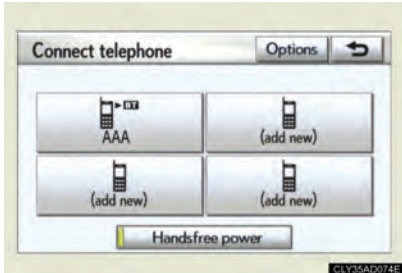 Connect telephone Options
BT
AAA (add new)
(add new) (add new)
Handsfree power
CLY35AD074E